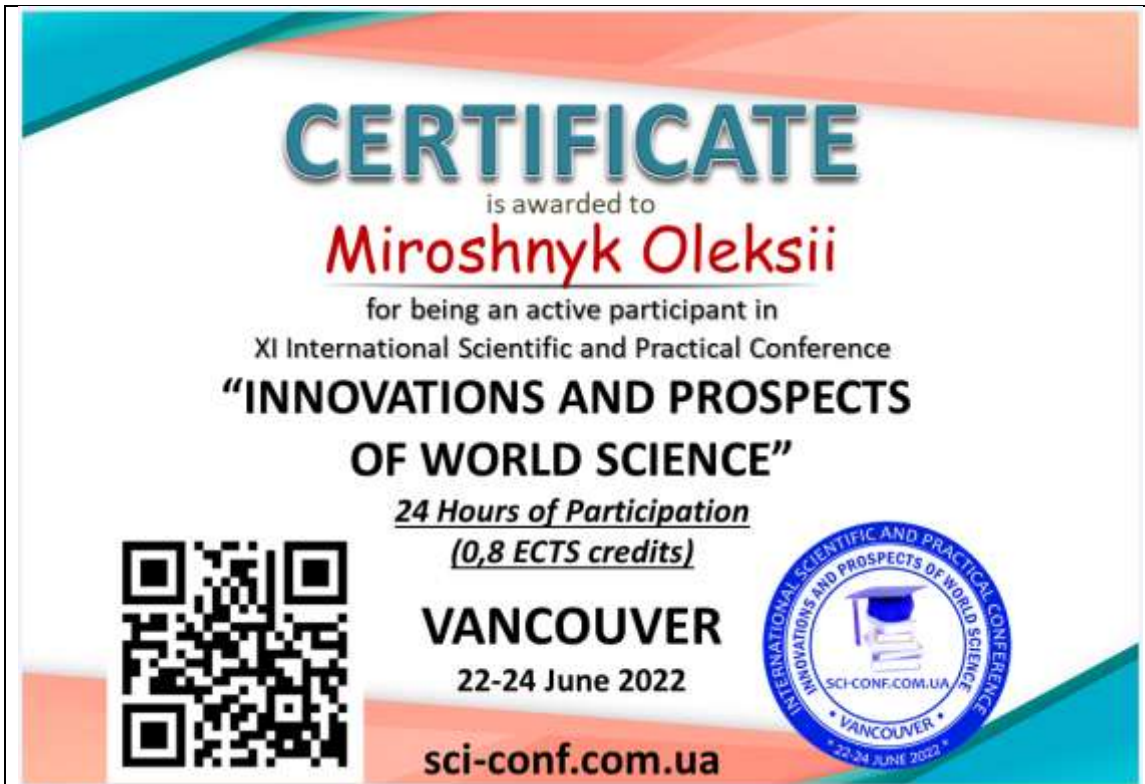 CERTIFICATE
is awarded to
Miroshnyk Oleksii
for being an active participant in
XI International Scientific and Practical Conference
“INNOVATIONS AND PROSPECTS
OF WORLD SCIENCE”
24 Hours of Participation
(0,8 ECTS credits)
VANCOUVER
22-24 June 2022
sci-conf.com.ua
INTERNATIONAL SCIENTIFIC AND PRACTICAL CONFERENCE
INNOVATIONS AND PROSPECTS OF WORLD SCIENCE
SCI-CONF.COM.UA
* VANCOUVER *
* 22-24 JUNE 2022 *